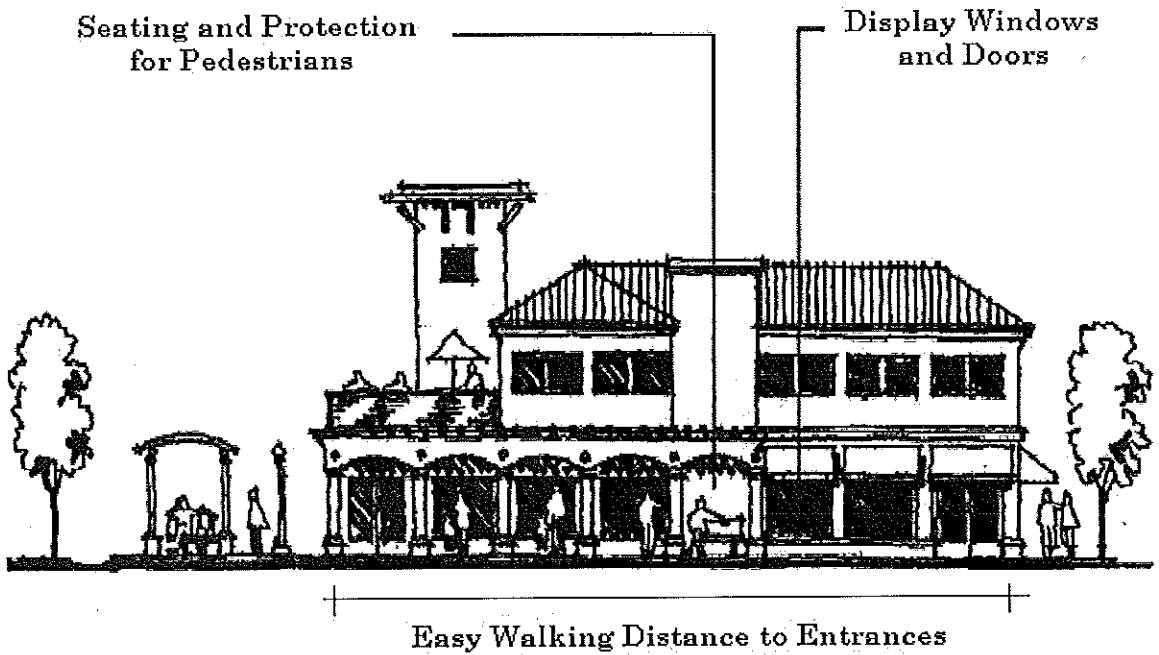 Seating and Protection
for Pedestrians
Display Windows
and Doors
Easy Walking Distance to Entrances